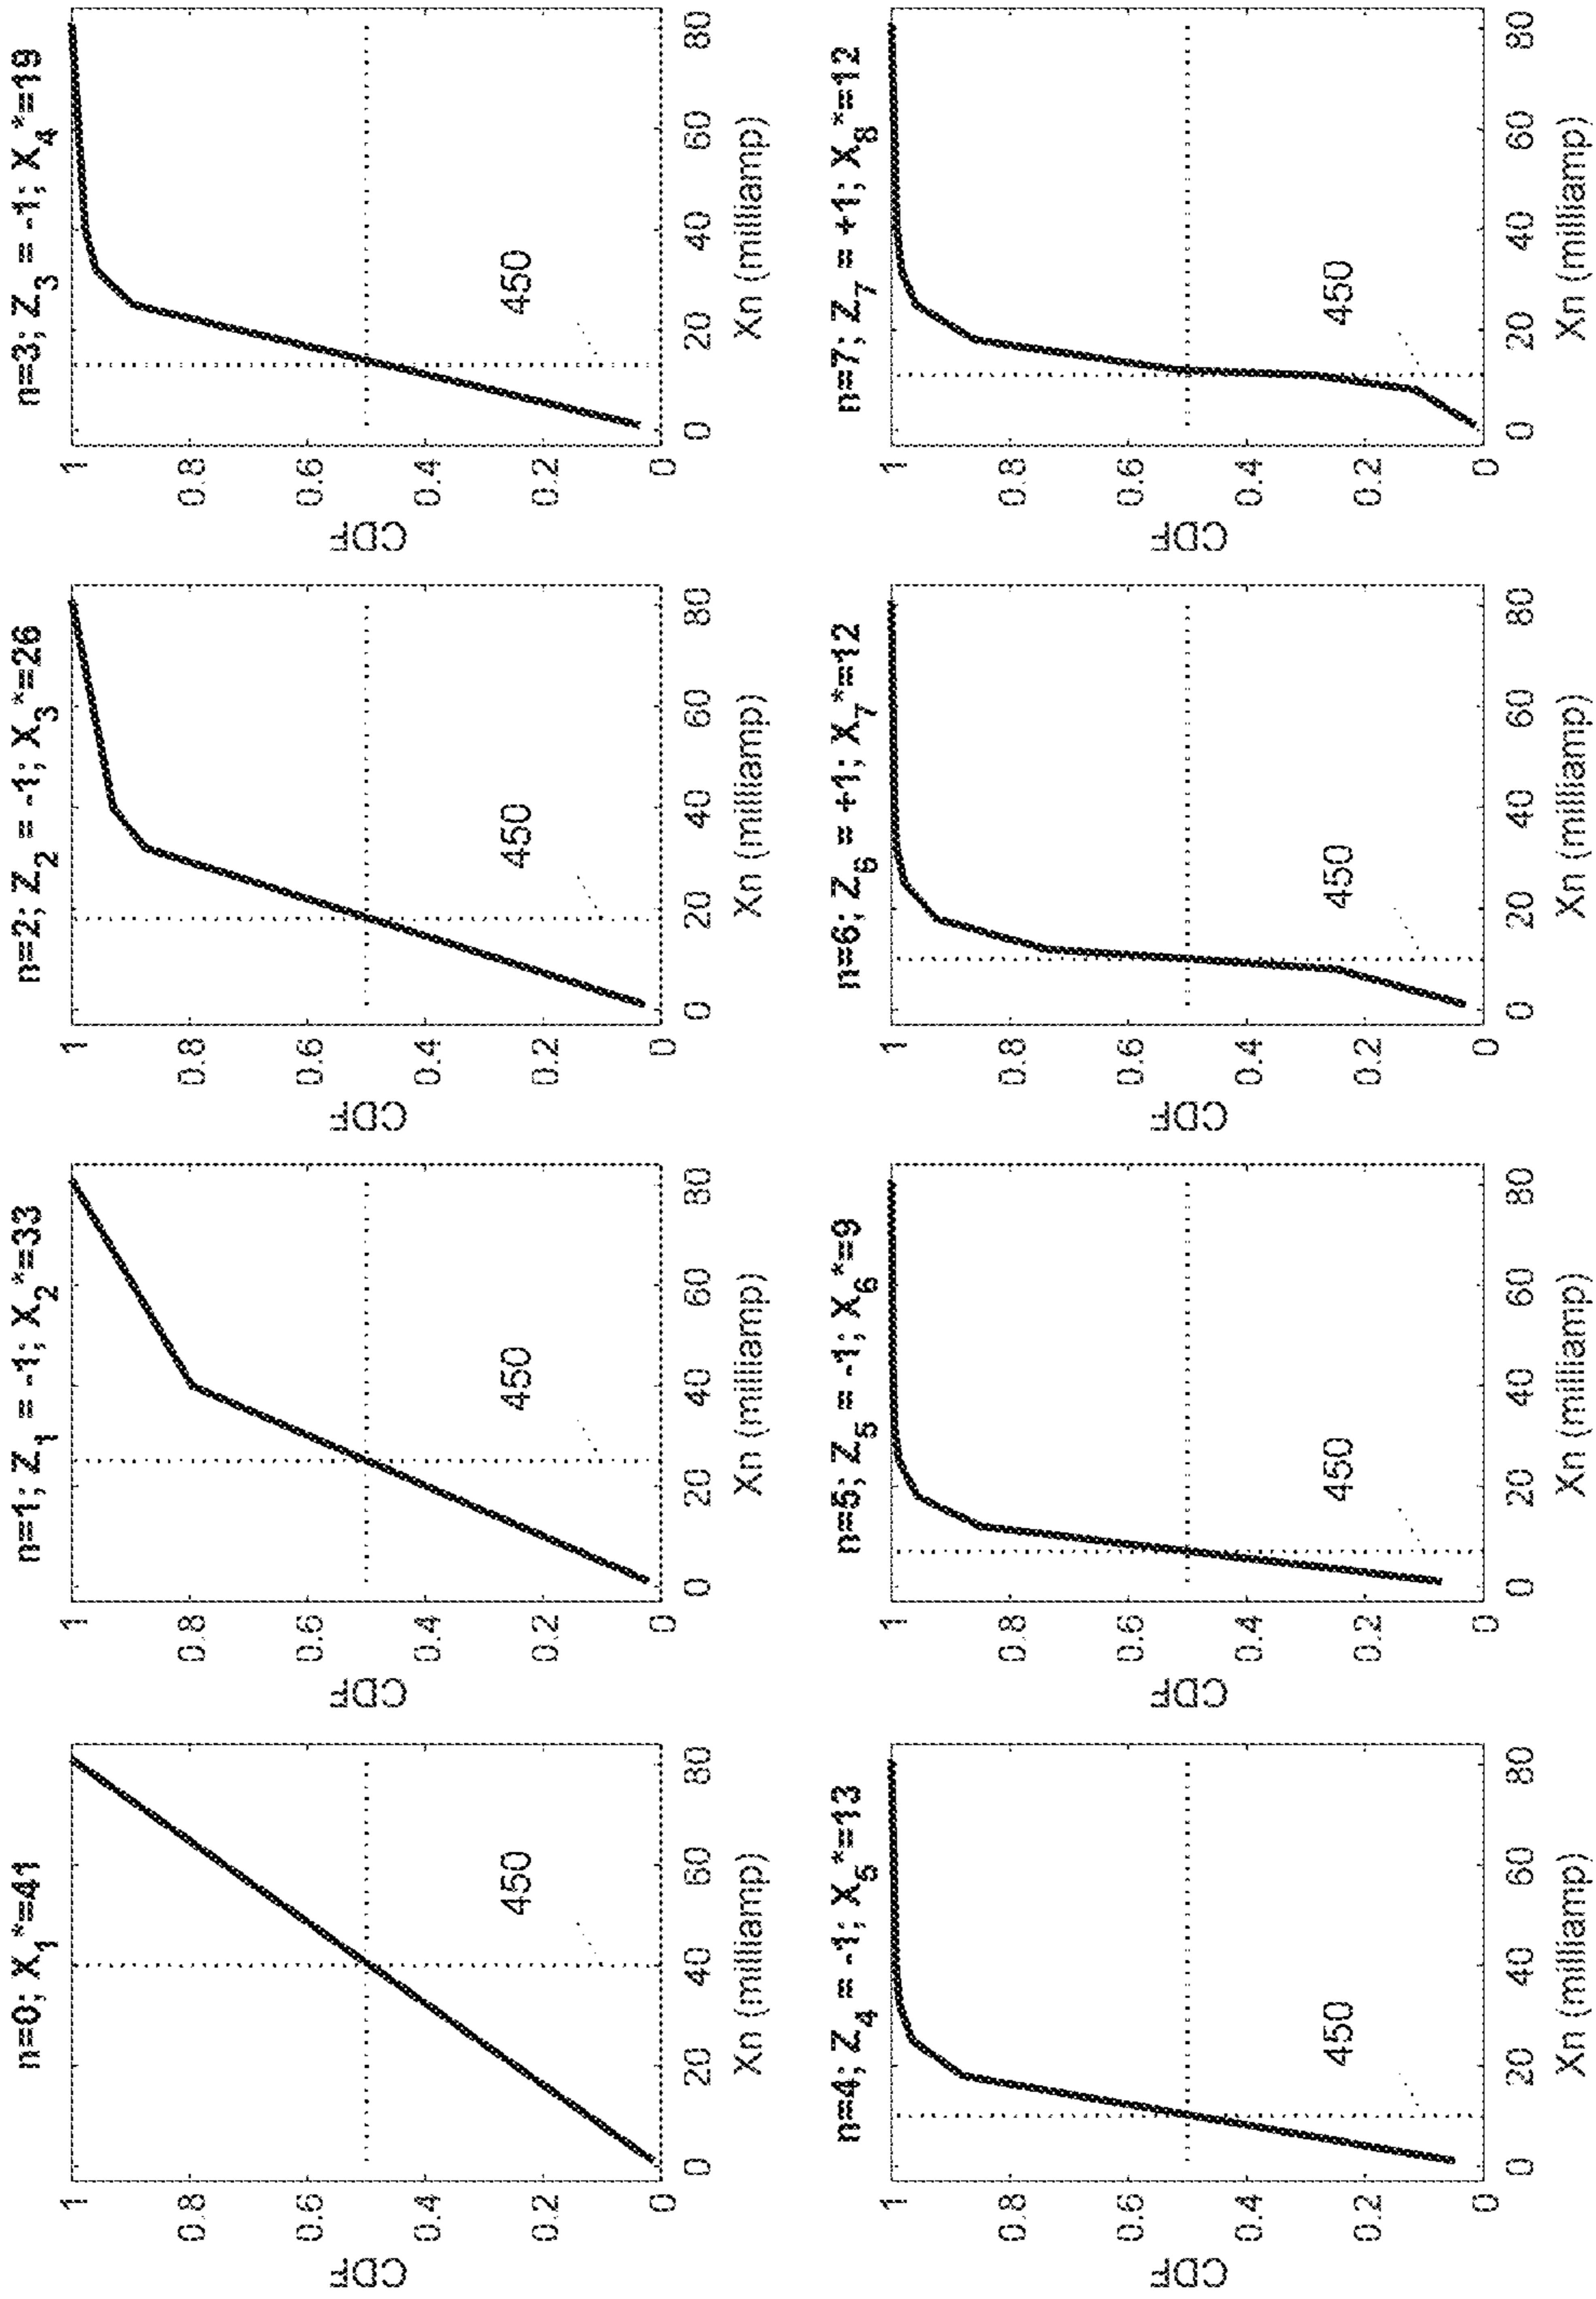 n=0; X₁*=41
1
0.8
0.6
0.4
0.2
0
CDF
450
0 20 40 60 80
Xn (milliamp)
n=1; Z₁ = -1; X₂*=33
1
0.8
0.6
0.4
0.2
0
CDF
450
0 20 40 60 80
Xn (milliamp)
n=2; Z₂ = -1; X₃*=26
1
0.8
0.6
0.4
0.2
0
CDF
450
0 20 40 60 80
Xn (milliamp)
n=3; Z₃ = -1; X₄*=19
1
0.8
0.6
0.4
0.2
0
CDF
450
0 20 40 60 80
Xn (milliamp)
n=4; Z₄ = -1; X₅*=13
1
0.8
0.6
0.4
0.2
0
CDF
450
0 20 40 60 80
Xn (milliamp)
n=5; Z₅ = -1; X₆*=9
1
0.8
0.6
0.4
0.2
0
CDF
450
0 20 40 60 80
Xn (milliamp)
n=6; Z₆ = +1; X₇*=12
1
0.8
0.6
0.4
0.2
0
CDF
450
0 20 40 60 80
Xn (milliamp)
n=7; Z₇ = +1; X₈*=12
1
0.8
0.6
0.4
0.2
0
CDF
450
0 20 40 60 80
Xn (milliamp)